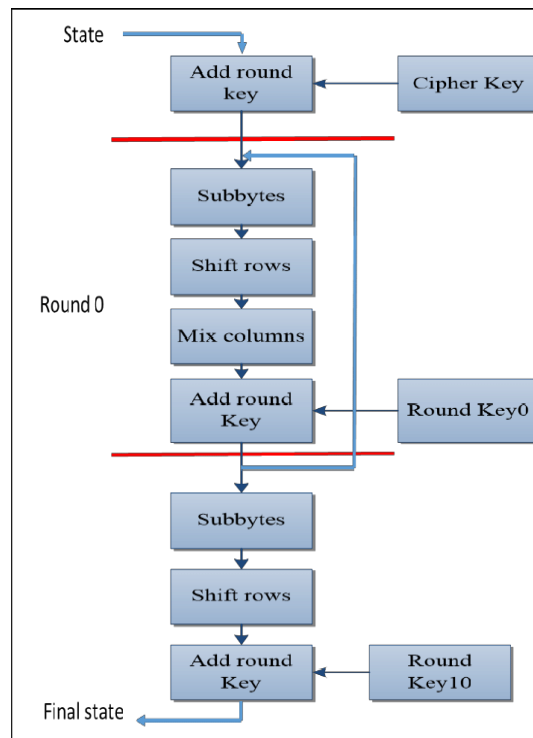 State
Add round
key
Cipher Key
Subbytes
Shift rows
Round 0
Mix columns
Add round
Key
Round Key0
Subbytes
Shift rows
Add round
Key
Round
Key10
Final state